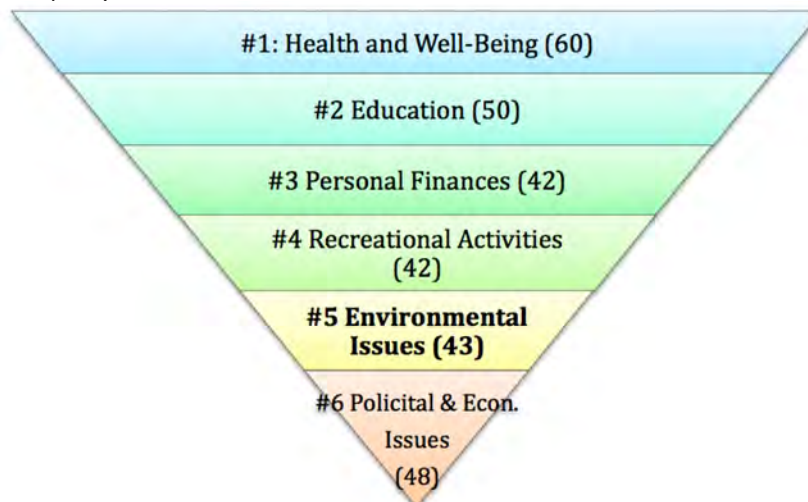 #1: Health and Well-Being (60)
#2 Education (50)
#3 Personal Finances (42)
#4 Recreational Activities
(42)
#5 Environmental
Issues (43)
#6 Policital & Econ.
Issues
(48)